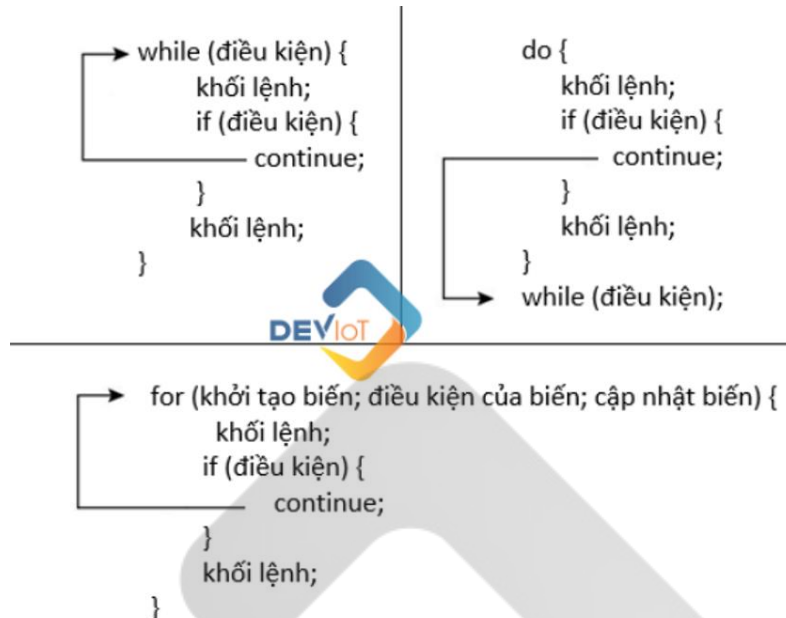 while (điều kiện) {
khối lệnh;
if (điều kiện) {
continue;
}
khối lệnh;
}
do {
khối lệnh;
if (điều kiện) {
continue;
}
khối lệnh;
}
while (điều kiện);
DEVIoT
for (khởi tạo biến; điều kiện của biến; cập nhật biến) {
khối lệnh;
if (điều kiện) {
continue;
}
khối lệnh;
}